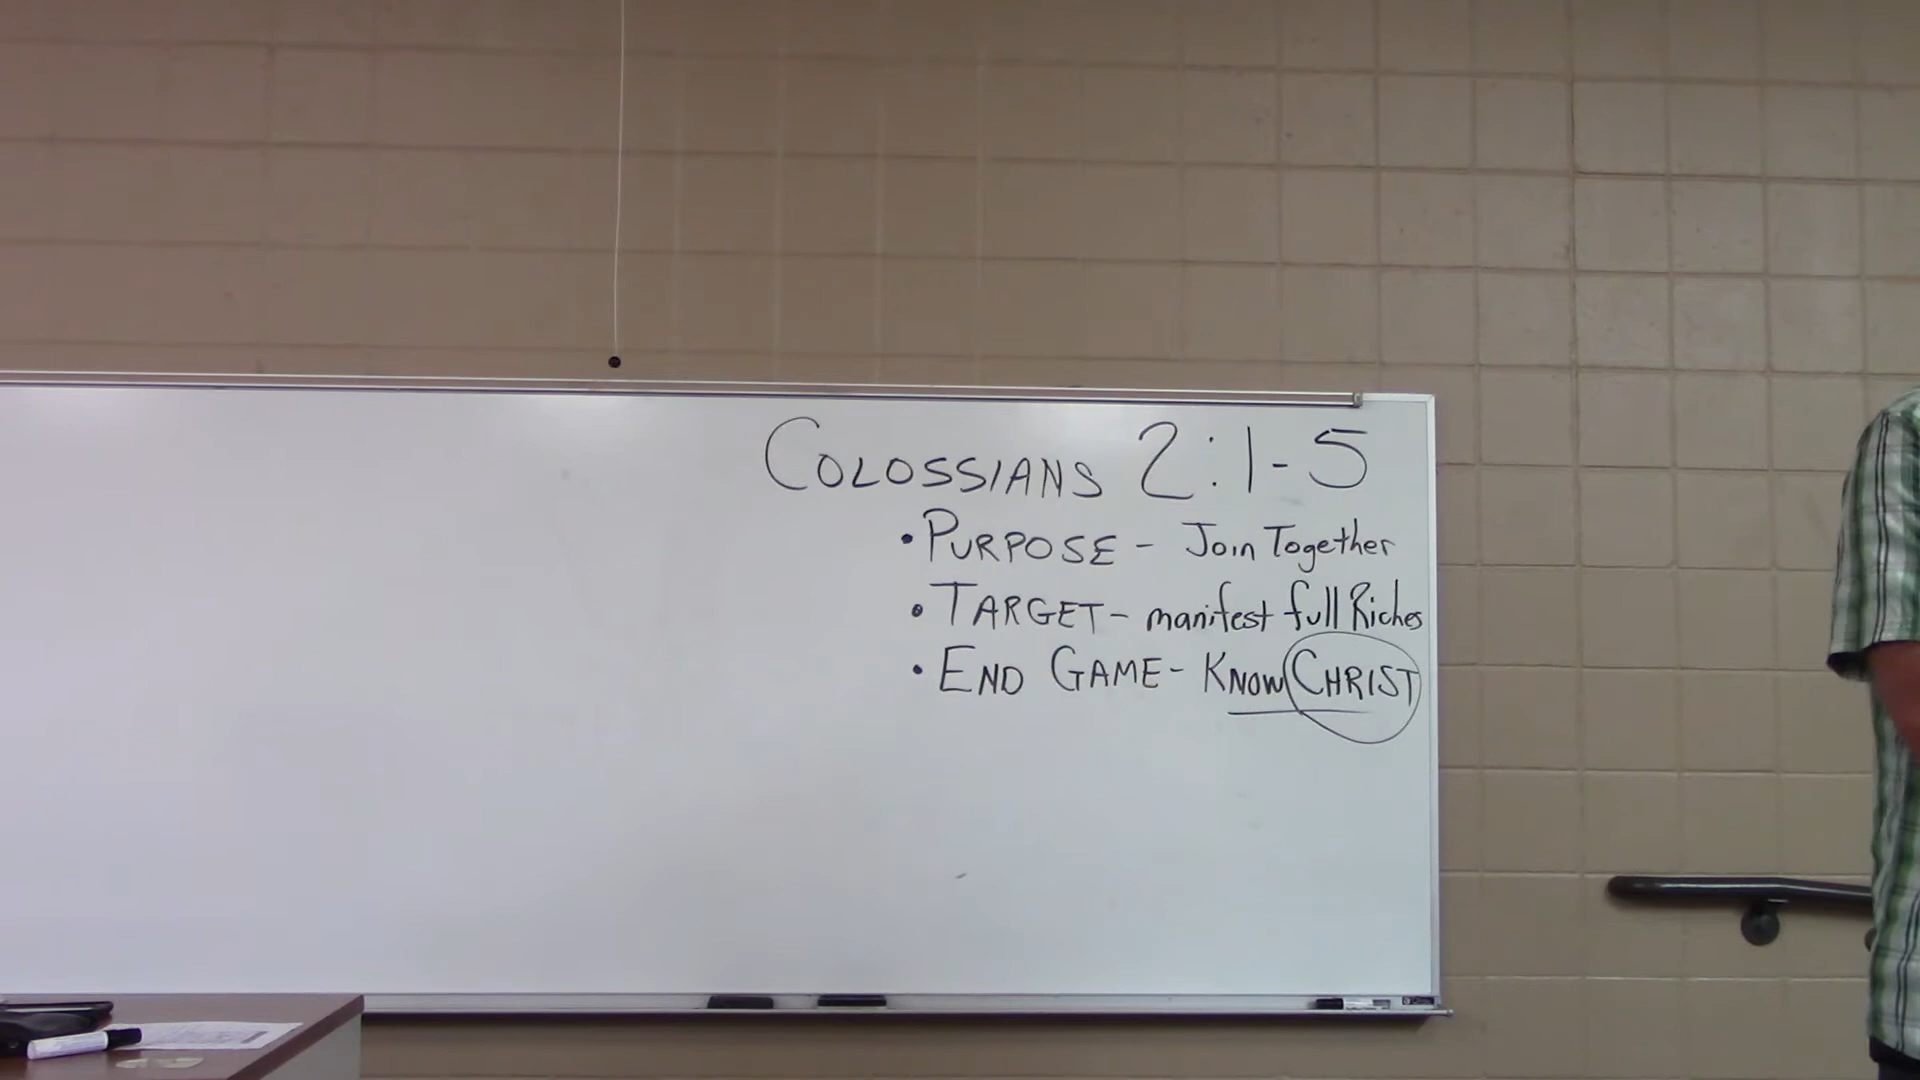 COLOSSIANS 2:1-5
• PURPOSE - Join Together
• TARGET - manifest full Riches
• END GAME - KNOW CHRIST